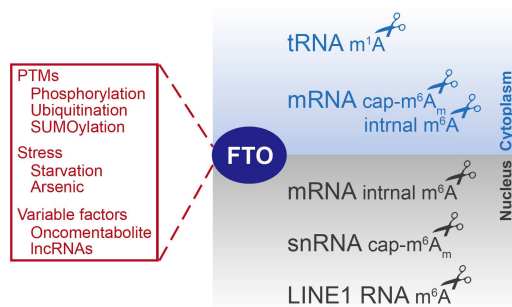 PTMs
Phosphorylation
Ubiquitination
SUMOylation
Stress
Starvation
Arsenic
Variable factors
Oncomentabolite
lncRNAs
FTO
tRNA m¹A
mRNA cap-m⁶Aₘ
intrnal m⁶A
Cytoplasm
Nucleus
mRNA intrnal m⁶A
snRNA cap-m⁶Aₘ
LINE1 RNA m⁶A